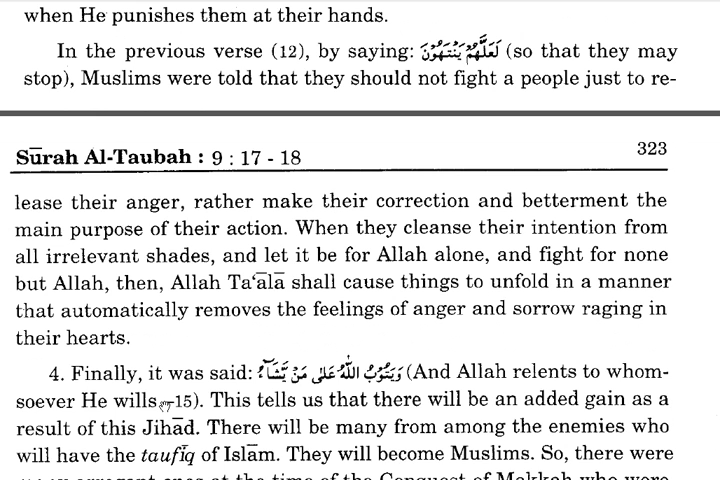 when He punishes them at their hands.
In the previous verse (12), by saying: لَعَلَّهُمْ يَنتَهُونَ (so that they may
stop), Muslims were told that they should not fight a people just to re-
Sūrah Al-Taubah : 9 : 17 - 18
323
lease their anger, rather make their correction and betterment the
main purpose of their action. When they cleanse their intention from
all irrelevant shades, and let it be for Allah alone, and fight for none
but Allah, then, Allah Ta‘ālā shall cause things to unfold in a manner
that automatically removes the feelings of anger and sorrow raging in
their hearts.
4. Finally, it was said: وَيَتُوبُ اللَّهُ عَلَىٰ مَن يَّشَآءُ (And Allah relents to whom-
soever He wills 15). This tells us that there will be an added gain as a
result of this Jihād. There will be many from among the enemies who
will have the taufīq of Islām. They will become Muslims. So, there were